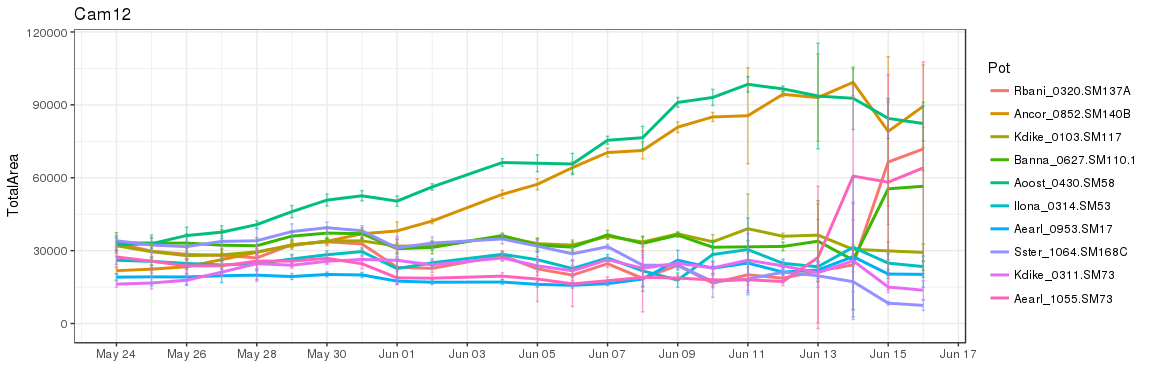 Cam12
TotalArea
120000
90000
60000
30000
0
May 24 May 26 May 28 May 30 Jun 01 Jun 03 Jun 05 Jun 07 Jun 09 Jun 11 Jun 13 Jun 15 Jun 17
Pot
Rbani_0320.SM137A
Ancor_0852.SM140B
Kdike_0103.SM117
Banna_0627.SM110.1
Aoost_0430.SM58
Ilona_0314.SM53
Aearl_0953.SM17
Sster_1064.SM168C
Kdike_0311.SM73
Aearl_1055.SM73